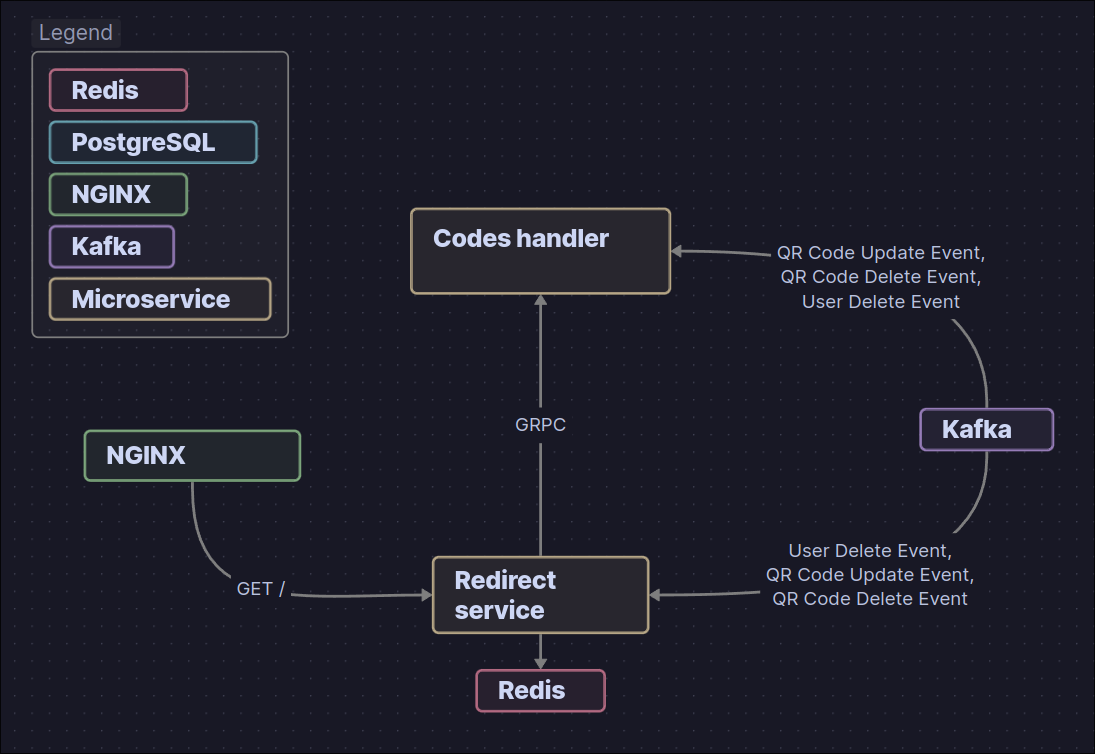 Legend
Redis
PostgreSQL
NGINX
Kafka
Microservice
Codes handler
QR Code Update Event,
QR Code Delete Event,
User Delete Event
GRPC
Kafka
NGINX
GET /
Redirect
service
User Delete Event,
QR Code Update Event,
QR Code Delete Event
Redis